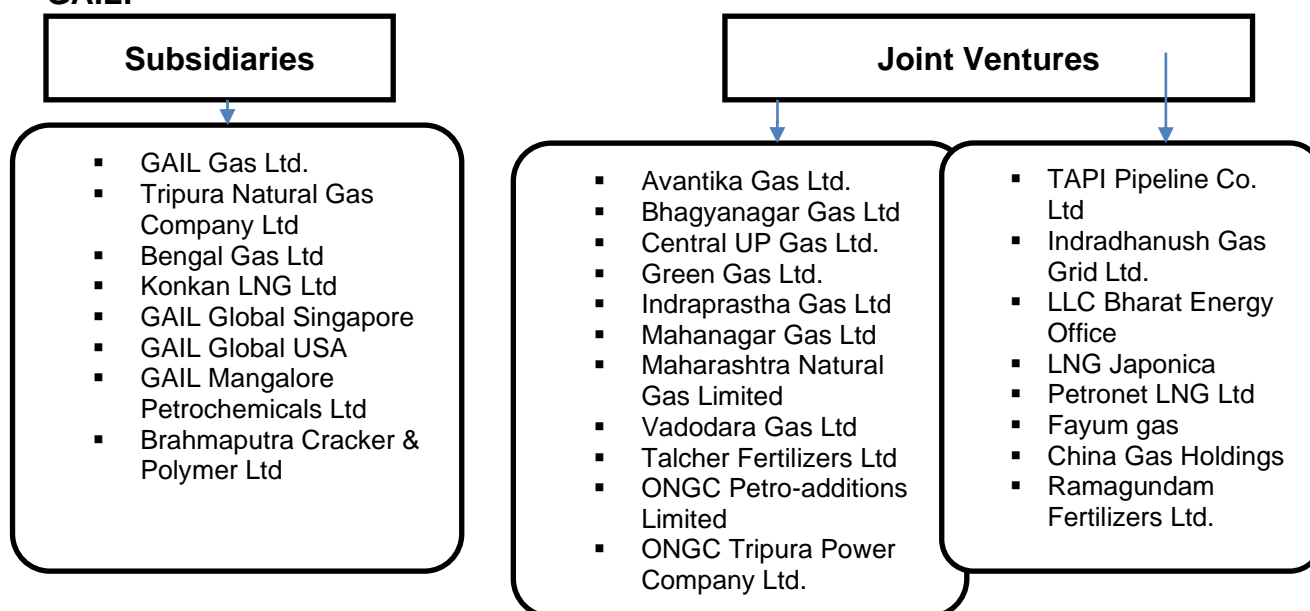 Subsidiaries
▪ GAIL Gas Ltd.
▪ Tripura Natural Gas
Company Ltd
▪ Bengal Gas Ltd
▪ Konkan LNG Ltd
▪ GAIL Global Singapore
▪ GAIL Global USA
▪ GAIL Mangalore
Petrochemicals Ltd
▪ Brahmaputra Cracker &
Polymer Ltd
Joint Ventures
▪ Avantika Gas Ltd.
▪ Bhagyanagar Gas Ltd
▪ Central UP Gas Ltd.
▪ Green Gas Ltd.
▪ Indraprastha Gas Ltd
▪ Mahanagar Gas Ltd
▪ Maharashtra Natural
Gas Limited
▪ Vadodara Gas Ltd
▪ Talcher Fertilizers Ltd
▪ ONGC Petro-additions
Limited
▪ ONGC Tripura Power
Company Ltd.
▪ TAPI Pipeline Co.
Ltd
▪ Indradhanush Gas
Grid Ltd.
▪ LLC Bharat Energy
Office
▪ LNG Japonica
▪ Petronet LNG Ltd
▪ Fayum gas
▪ China Gas Holdings
▪ Ramagundam
Fertilizers Ltd.